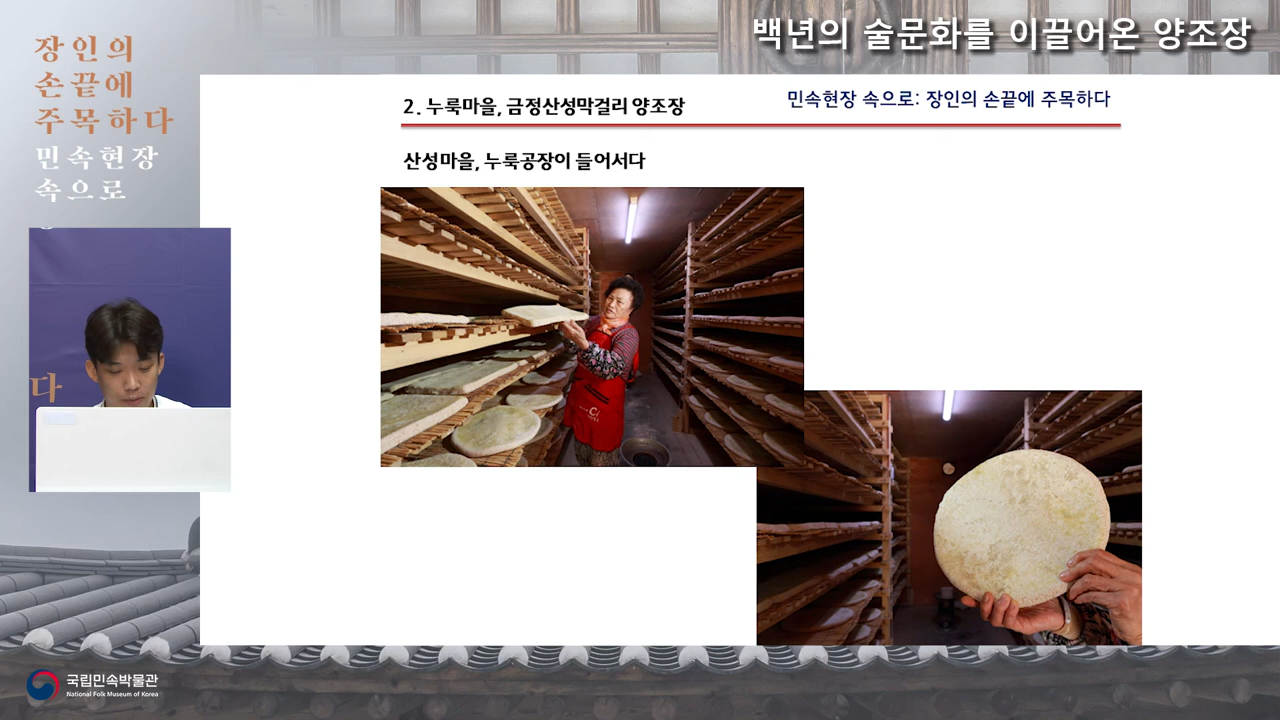 백년의 술문화를 이끌어온 양조장
장인의
손끝에
주목하다
민속현장
속으로
2. 누룩마을, 금정산성막걸리 양조장
민속현장 속으로: 장인의 손끝에 주목하다
산성마을, 누룩공장이 들어서다
다
국립민속박물관
National Folk Museum of Korea